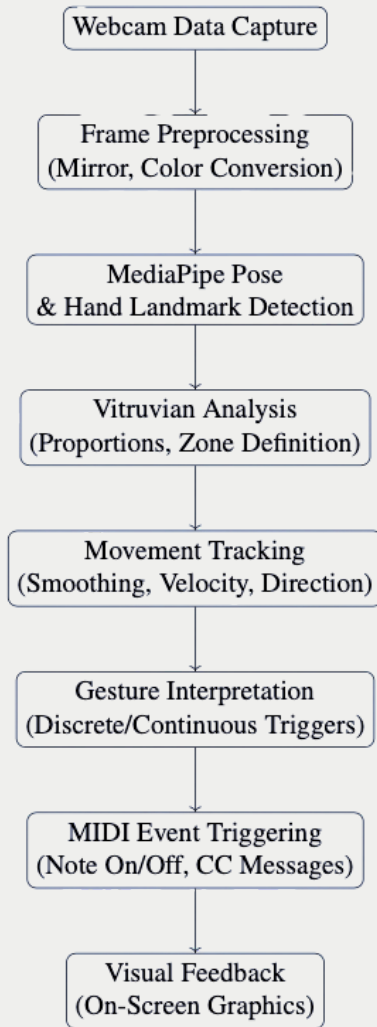 Webcam Data Capture
Frame Preprocessing
(Mirror, Color Conversion)
MediaPipe Pose
& Hand Landmark Detection
Vitruvian Analysis
(Proportions, Zone Definition)
Movement Tracking
(Smoothing, Velocity, Direction)
Gesture Interpretation
(Discrete/Continuous Triggers)
MIDI Event Triggering
(Note On/Off, CC Messages)
Visual Feedback
(On-Screen Graphics)